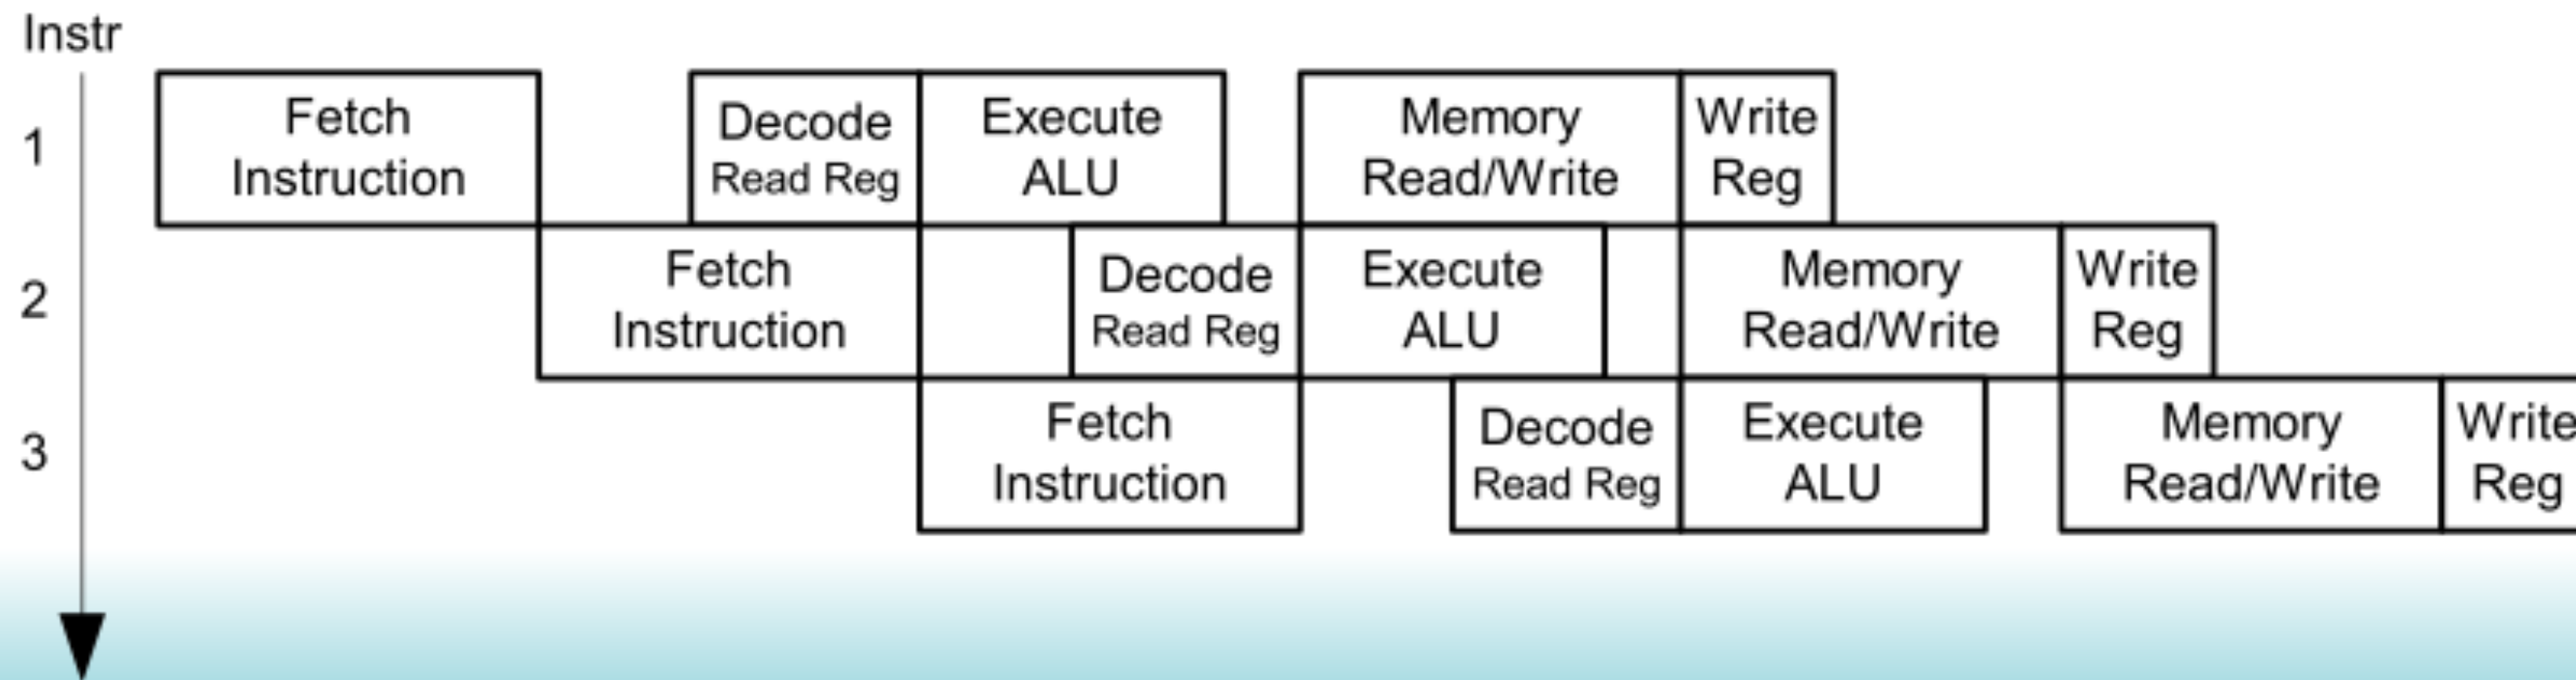 Instr
1
Fetch
Instruction
Decode
Read Reg
Execute
ALU
Memory
Read/Write
Write
Reg
2
Fetch
Instruction
Decode
Read Reg
Execute
ALU
Memory
Read/Write
Write
Reg
3
Fetch
Instruction
Decode
Read Reg
Execute
ALU
Memory
Read/Write
Write
Reg